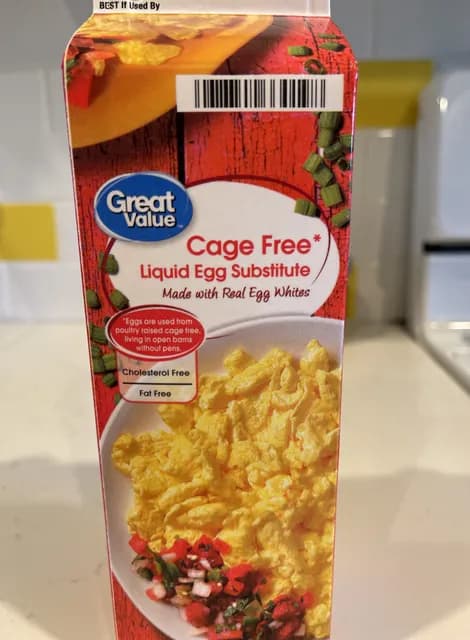 BEST If Used By
Great
Value
Cage Free*
Liquid Egg Substitute
Made with Real Egg Whites
*Eggs are used from
poultry raised cage free,
living in open barns
without pens.
Cholesterol Free
Fat Free